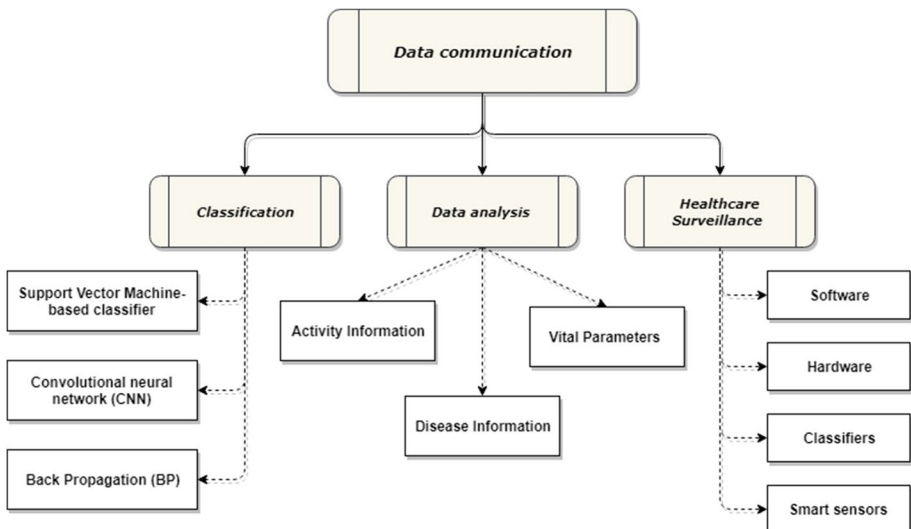 Data communication
Classification
Data analysis
Healthcare
Surveillance
Support Vector Machine-
based classifier
Convolutional neural
network (CNN)
Back Propagation (BP)
Activity Information
Disease Information
Vital Parameters
Software
Hardware
Classifiers
Smart sensors